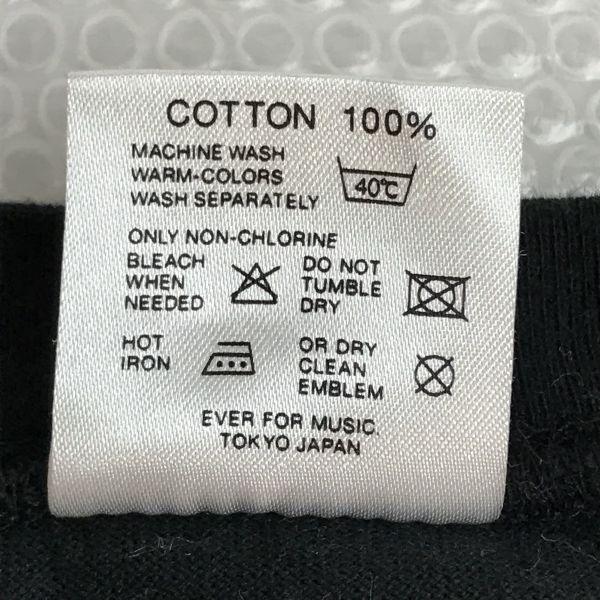 COTTON 100%
MACHINE WASH
WARM-COLORS
WASH SEPARATELY
40℃
ONLY NON-CHLORINE
BLEACH
WHEN
NEEDED
DO NOT
TUMBLE
DRY
HOT
IRON
OR DRY
CLEAN
EMBLEM
EVER FOR MUSIC.
TOKYO JAPAN